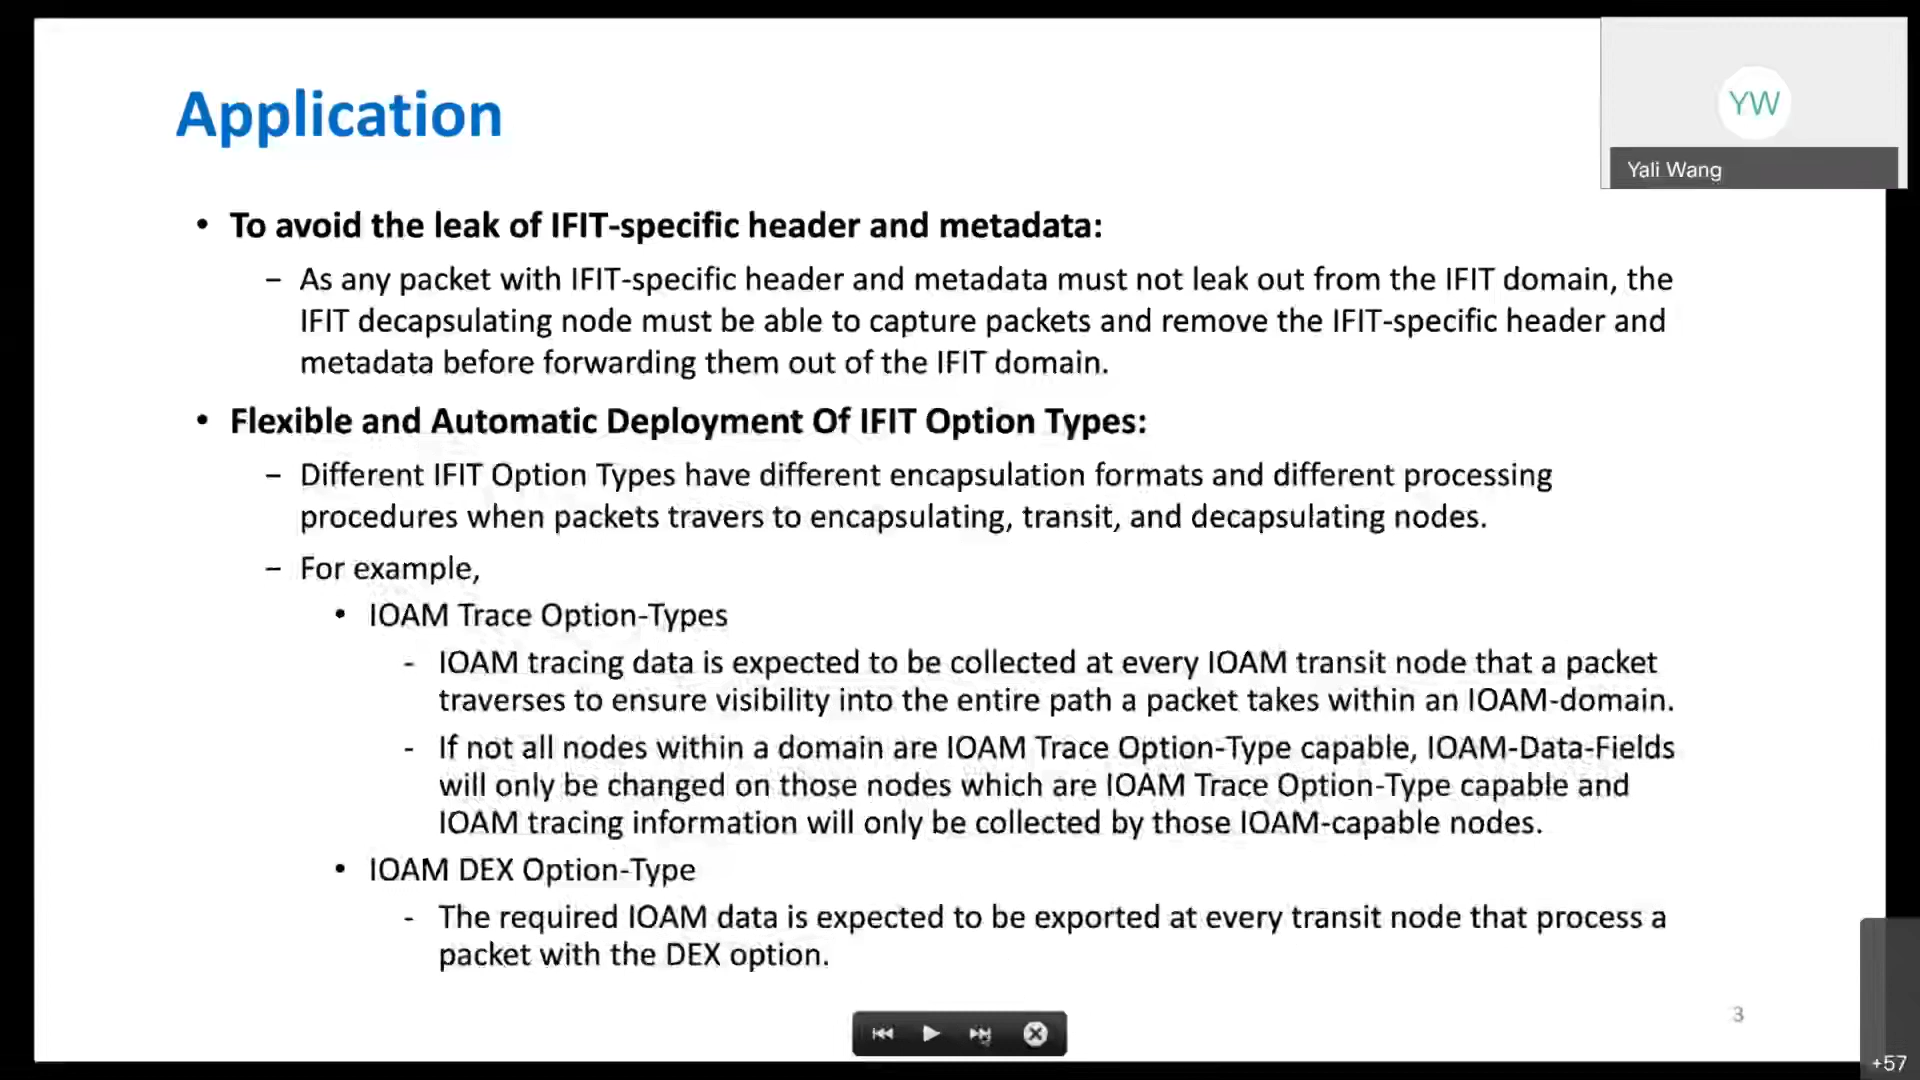 Application
YW
Yali Wang
• To avoid the leak of IFIT-specific header and metadata:
– As any packet with IFIT-specific header and metadata must not leak out from the IFIT domain, the
IFIT decapsulating node must be able to capture packets and remove the IFIT-specific header and
metadata before forwarding them out of the IFIT domain.
• Flexible and Automatic Deployment Of IFIT Option Types:
– Different IFIT Option Types have different encapsulation formats and different processing
procedures when packets travers to encapsulating, transit, and decapsulating nodes.
– For example,
• IOAM Trace Option-Types
- IOAM tracing data is expected to be collected at every IOAM transit node that a packet
traverses to ensure visibility into the entire path a packet takes within an IOAM-domain.
- If not all nodes within a domain are IOAM Trace Option-Type capable, IOAM-Data-Fields
will only be changed on those nodes which are IOAM Trace Option-Type capable and
IOAM tracing information will only be collected by those IOAM-capable nodes.
• IOAM DEX Option-Type
- The required IOAM data is expected to be exported at every transit node that process a
packet with the DEX option.
3
+57